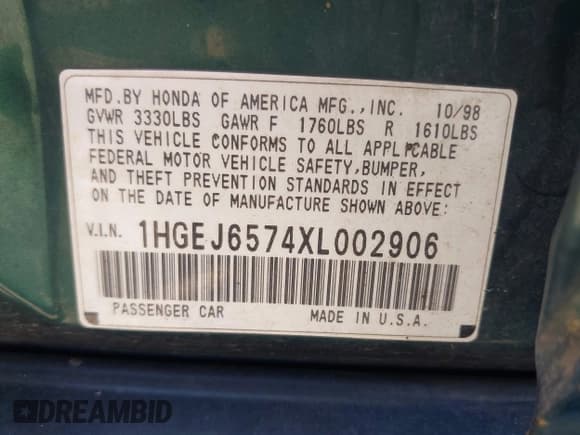 MFD.BY HONDA OF AMERICA MFG.,INC. 10/98
GVWR 3330LBS GAWR F 1760LBS R 1610LBS
THIS VEHICLE CONFORMS TO ALL APPLICABLE
FEDERAL MOTOR VEHICLE SAFETY,BUMPER,
AND THEFT PREVENTION STANDARDS IN EFFECT
ON THE DATE OF MANUFACTURE SHOWN ABOVE:
V.I.N. 1HGEJ6574XL002906
PASSENGER CAR MADE IN U.S.A.
DREAMBID